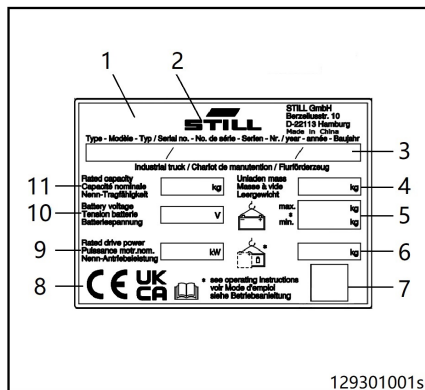 1
2
STILL
STILL GmbH
Berzeliusstr. 10
D-22113 Hamburg
Made in China
Type - Modèle - Typ / Serial no. - No. de série - Serien - Nr. / year - année - Baujahr
/ /
3
Industrial truck / Chariot de manutention / Flurförderzeug
11
Rated capacity
Capacité nominale
Nenn-Tragfähigkeit
kg
Unladen mass
Masse à vide
Leergewicht
kg
4
10
Battery voltage
Tension batterie
Batteriespannung
V
max.
*
min.
kg
kg
5
9
Rated drive power
Puissance motr.nom.
Nenn-Antriebsleistung
kW
*
kg
6
8
CE
UK
CA
* see operating instructions
voir Mode d'emploi
siehe Betriebsanleitung
7
129301001s